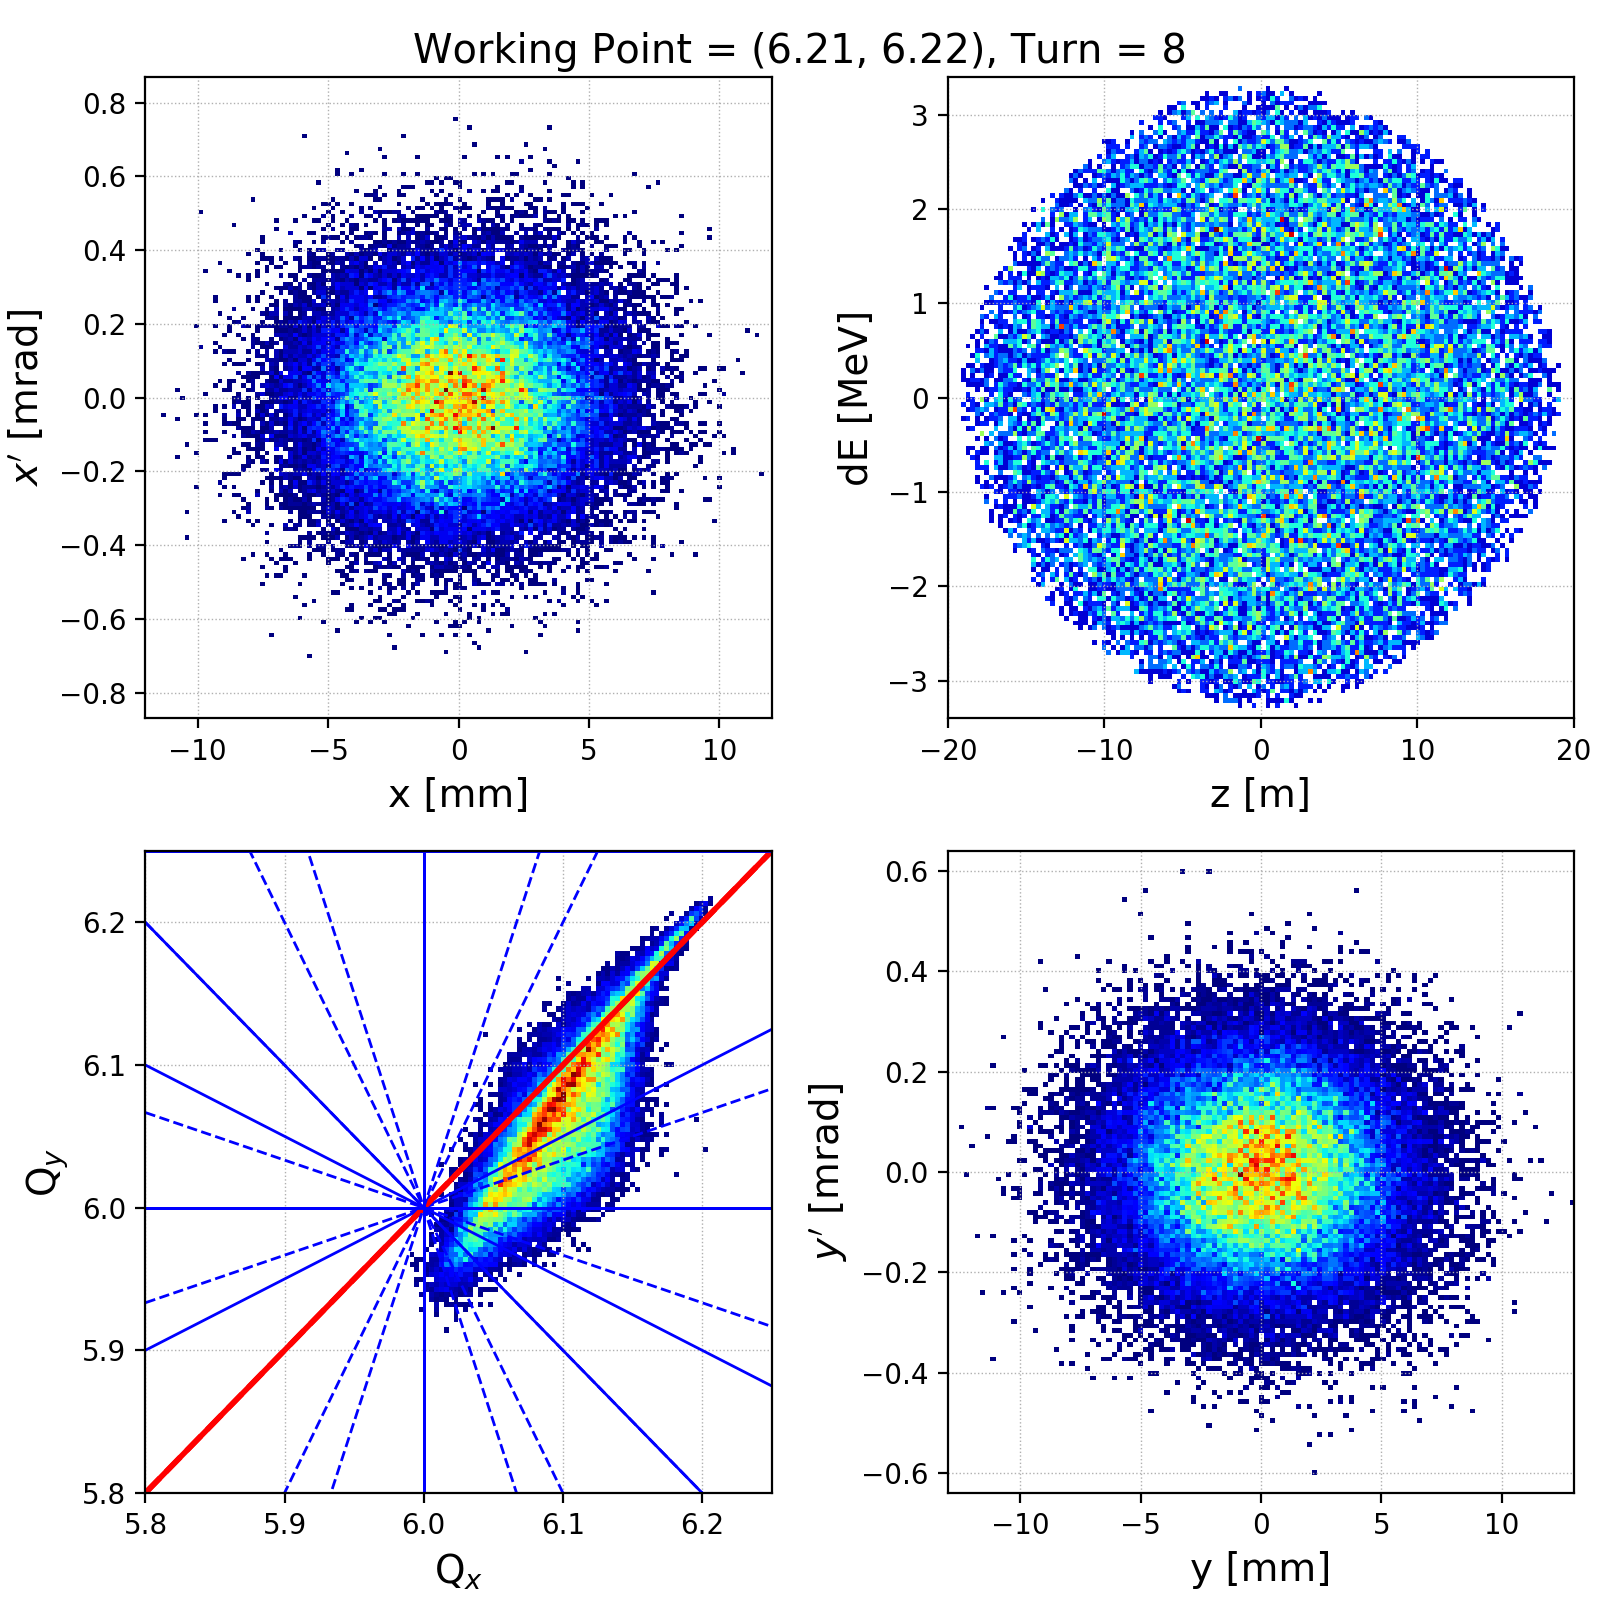 Working Point = (6.21, 6.22), Turn = 8
0.8
0.6
0.4
0.2
0.0
−0.2
−0.4
−0.6
−0.8
x′ [mrad]
−10 −5 0 5 10
x [mm]
3
2
1
0
−1
−2
−3
dE [MeV]
−20 −10 0 10 20
z [m]
6.2
6.1
6.0
5.9
5.8
Qy
5.8 5.9 6.0 6.1 6.2
Qx
0.6
0.4
0.2
0.0
−0.2
−0.4
−0.6
y′ [mrad]
−10 −5 0 5 10
y [mm]